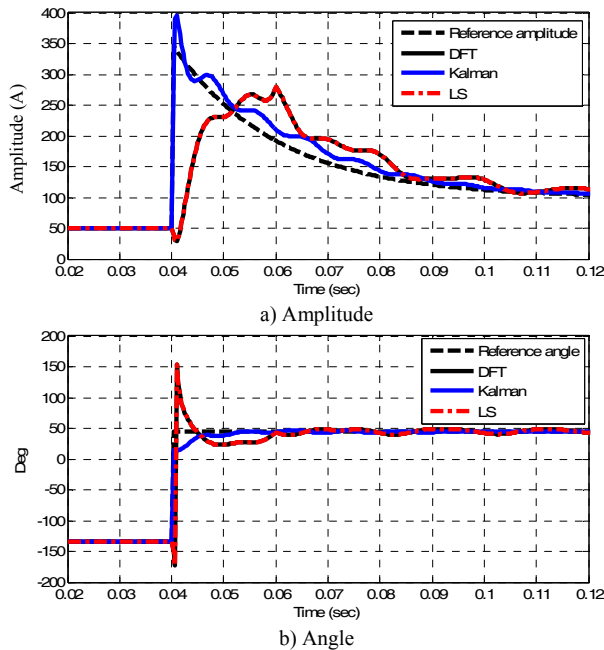 400
350
300
250
200
150
100
50
0
Amplitude (A)
Reference amplitude
DFT
Kalman
LS
0.02 0.03 0.04 0.05 0.06 0.07 0.08 0.09 0.1 0.11 0.12
Time (sec)
a) Amplitude
200
150
100
50
0
-50
-100
-150
-200
Deg
Reference angle
DFT
Kalman
LS
0.02 0.03 0.04 0.05 0.06 0.07 0.08 0.09 0.1 0.11 0.12
Time (sec)
b) Angle